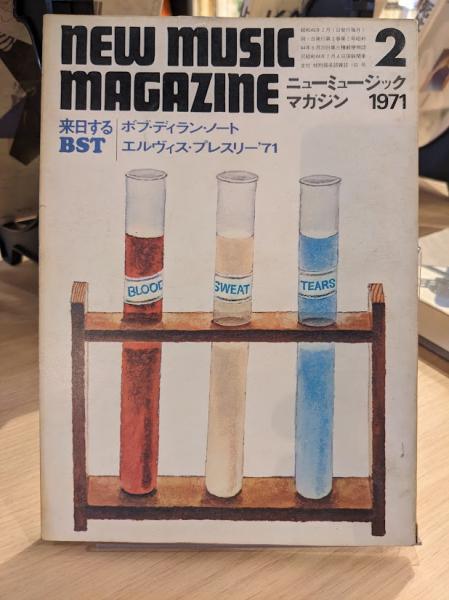 NEW MUSIC
MAGAZINE
2
ニューミュージック
マガジン 1971
来日する
BST
ボブ・ディラン・ノート
エルヴィス・プレスリー'71
BLOOD
SWEAT
TEARS